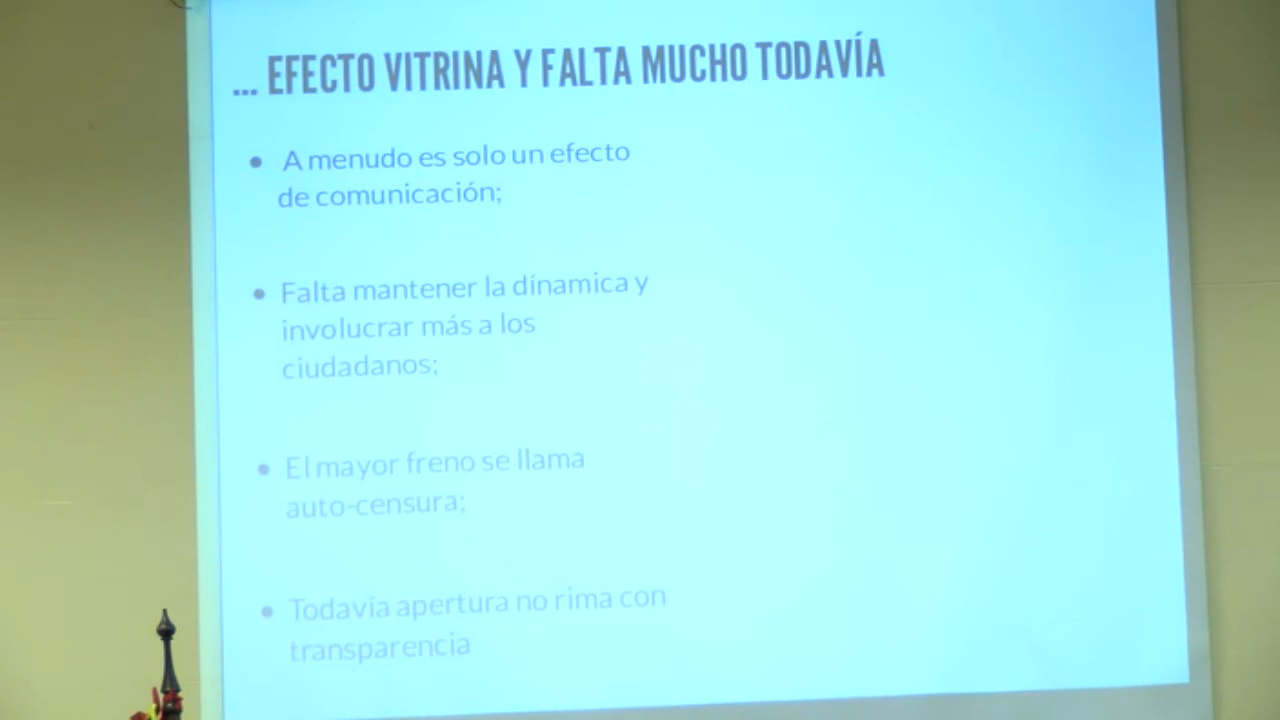 ... EFECTO VITRINA Y FALTA MUCHO TODAVÍA
• A menudo es solo un efecto
de comunicación;
• Falta mantener la dínamica y
involucrar más a los
ciudadanos;
• El mayor freno se llama
auto-censura;
• Todavía apertura no rima con
transparencia